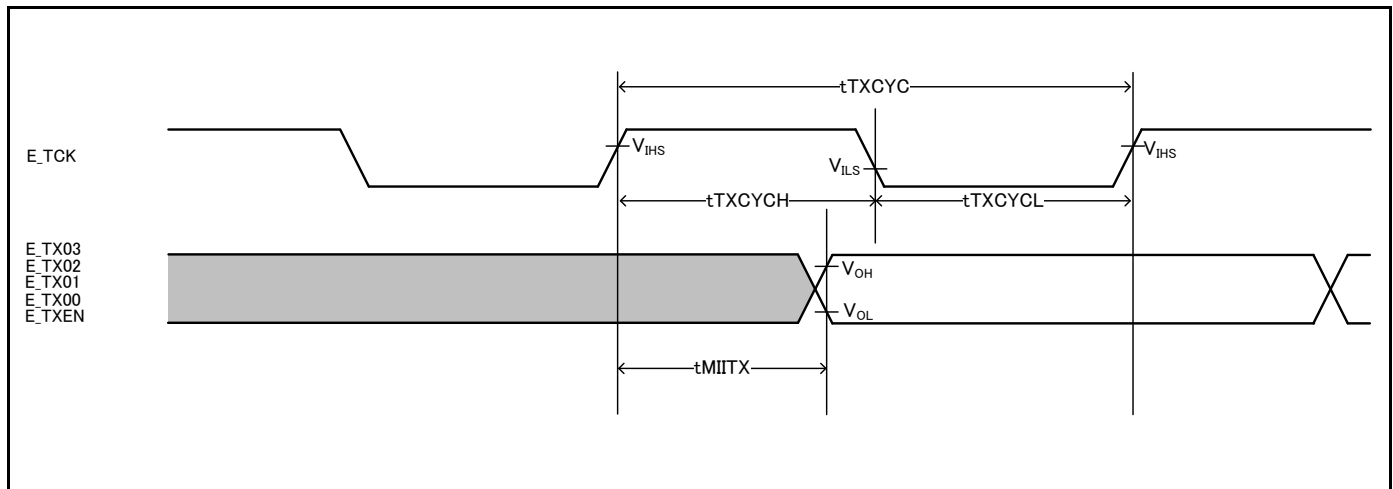 tTXCYC
E_TCK
VIHS
VILS
VIHS
tTXCYCH
tTXCYCL
E_TX03
E_TX02
E_TX01
E_TX00
E_TXEN
VOH
VOL
tMIITX